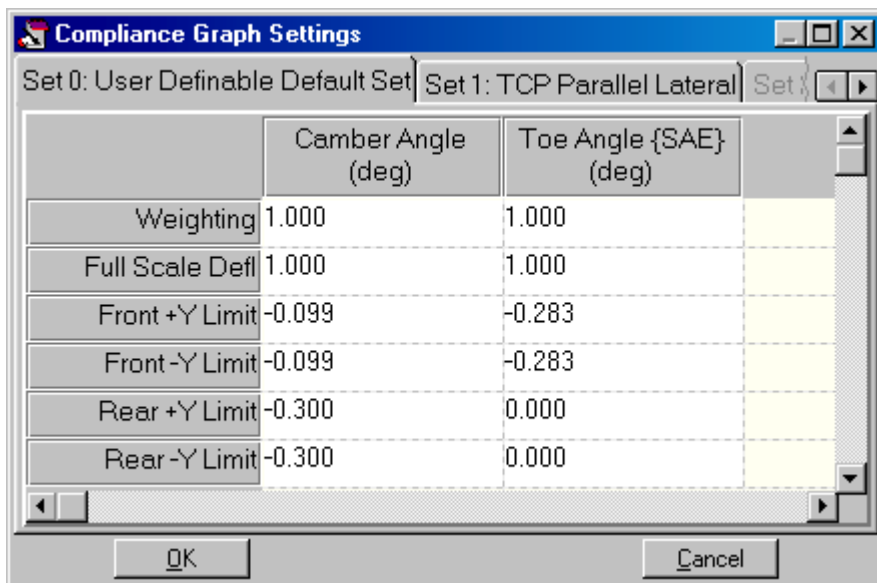 Compliance Graph Settings
Set 0: User Definable Default Set Set 1: TCP Parallel Lateral Set
Camber Angle (deg) Toe Angle {SAE} (deg)
Weighting 1.000 1.000
Full Scale Defl 1.000 1.000
Front +Y Limit -0.099 -0.283
Front -Y Limit -0.099 -0.283
Rear +Y Limit -0.300 0.000
Rear -Y Limit -0.300 0.000
OK Cancel